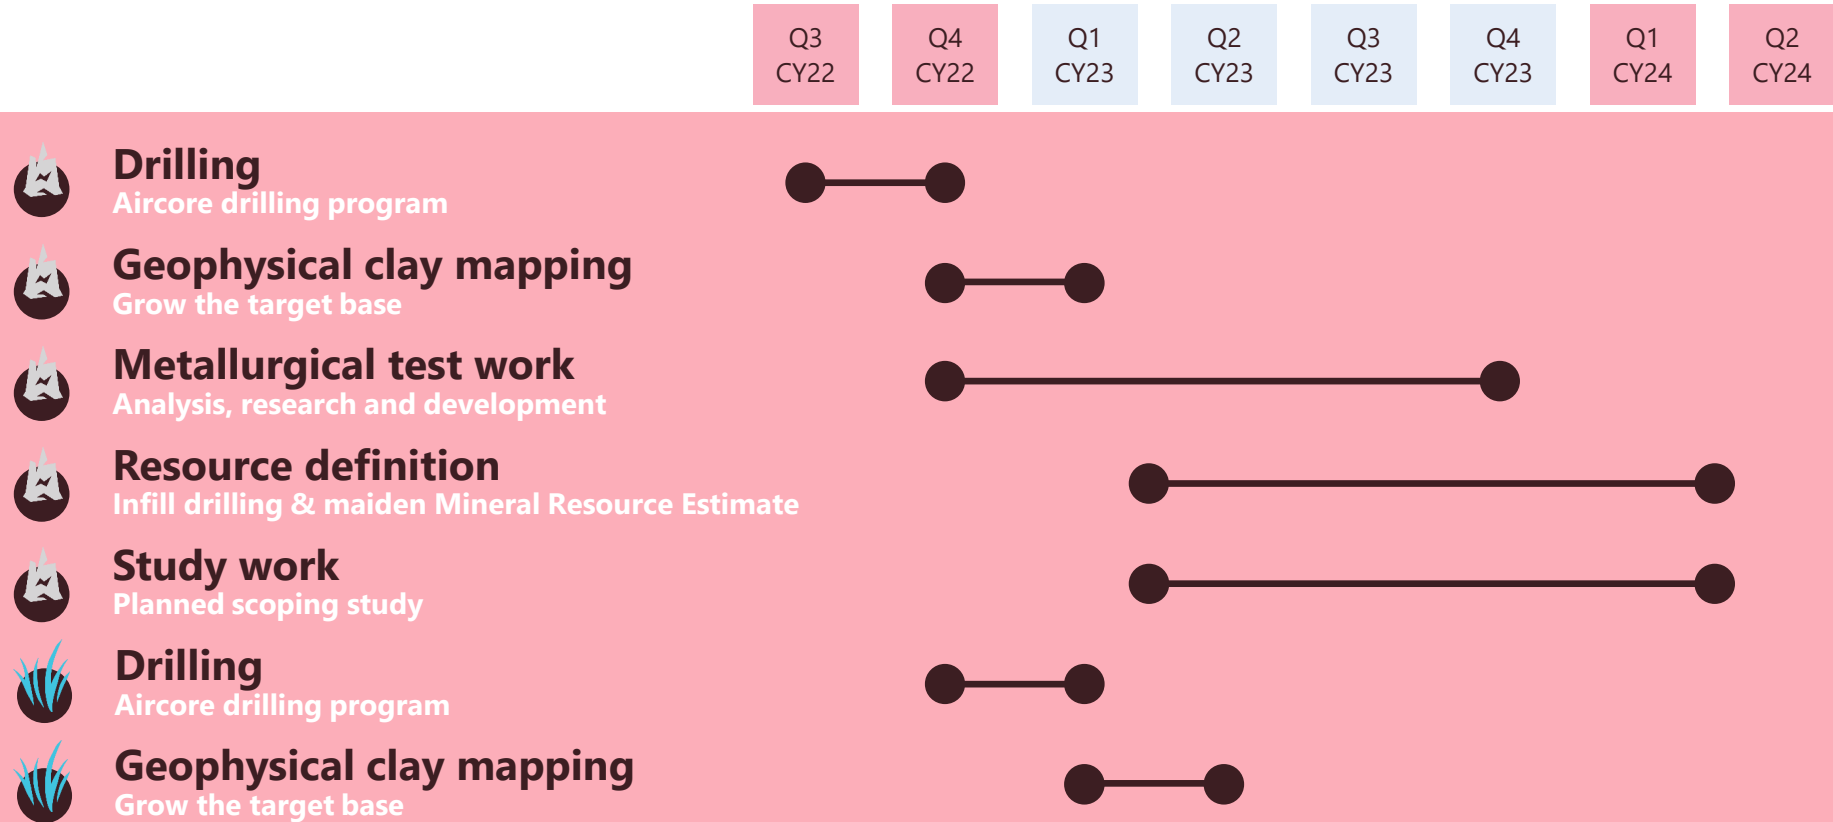 Q3 Q4 Q1 Q2 Q3 Q4 Q1 Q2
CY22 CY22 CY23 CY23 CY23 CY23 CY24 CY24
Drilling
Aircore drilling program
Geophysical clay mapping
Grow the target base
Metallurgical test work
Analysis, research and development
Resource definition
Infill drilling & maiden Mineral Resource Estimate
Study work
Planned scoping study
Drilling
Aircore drilling program
Geophysical clay mapping
Grow the target base